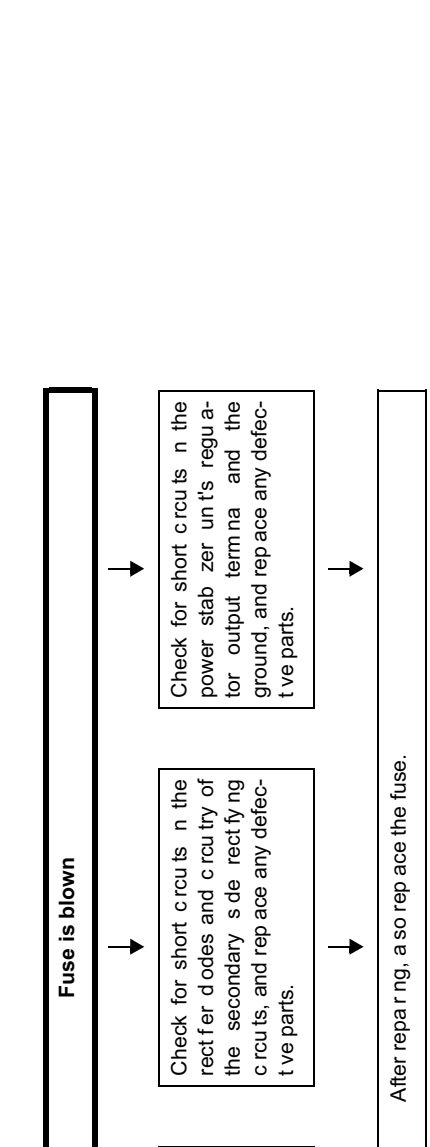 Fuse is blown
Check for short c rcu ts n the
rect f er d odes and c rcu try of
the secondary s de rect fy ng
c rcu ts, and rep ace any defec-
t ve parts.
Check for short c rcu ts n the
power stab zer un t's regu a-
tor output term na and the
ground, and rep ace any defec-
t ve parts.
After repa r ng, a so rep ace the fuse.